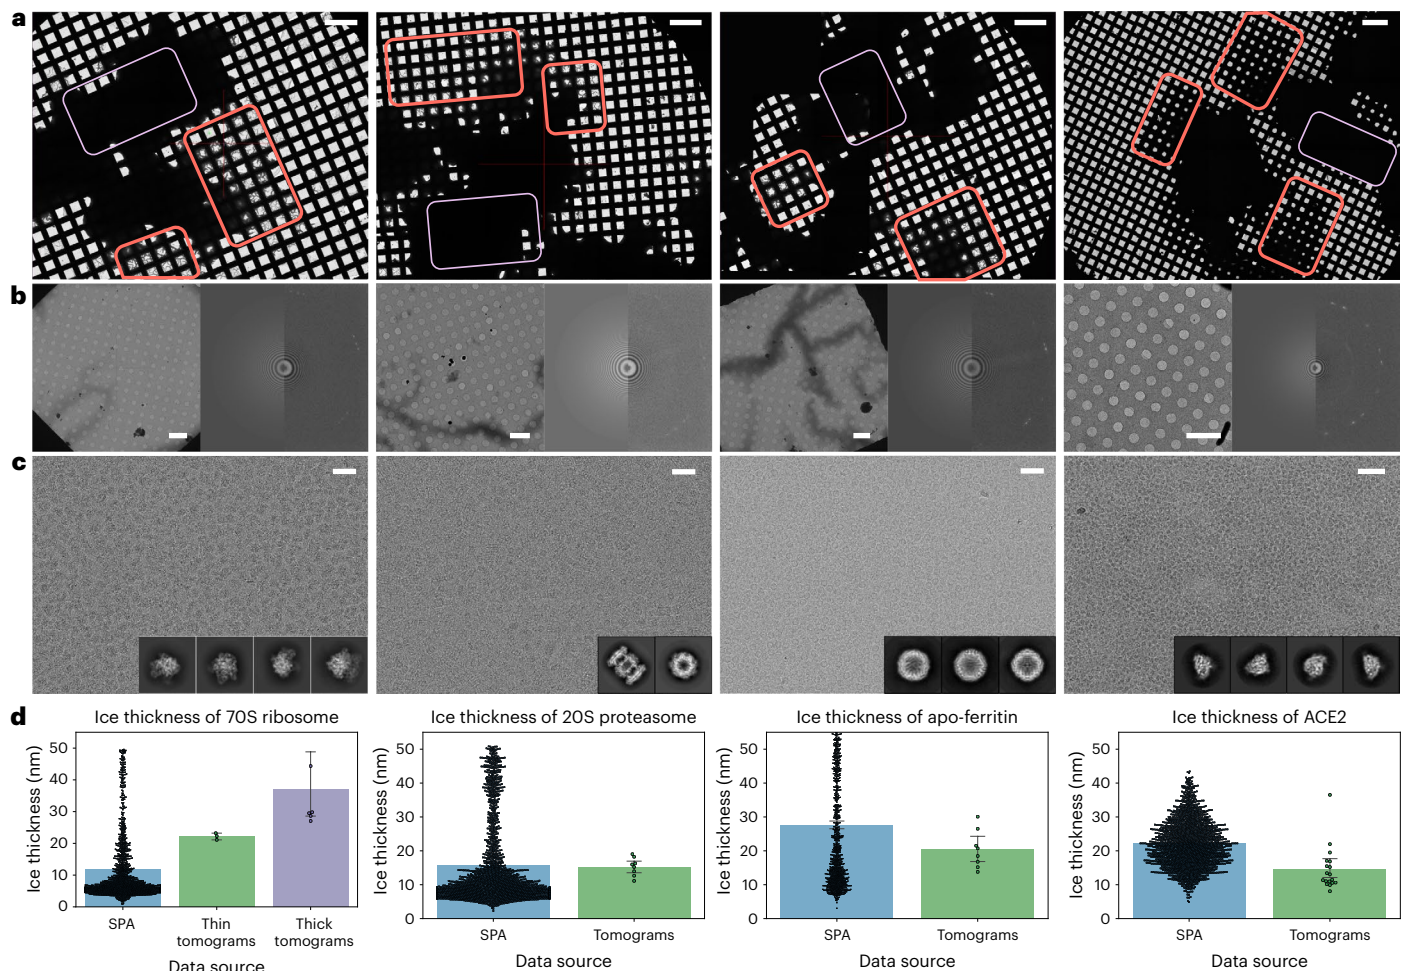 a
b
c
d
Ice thickness of 70S ribosome
Ice thickness (nm)
50
40
30
20
10
0
SPA
Thin tomograms
Thick tomograms
Data source
Ice thickness of 20S proteasome
Ice thickness (nm)
50
40
30
20
10
0
SPA
Tomograms
Data source
Ice thickness of apo-ferritin
Ice thickness (nm)
50
40
30
20
10
0
SPA
Tomograms
Data source
Ice thickness of ACE2
Ice thickness (nm)
50
40
30
20
10
0
SPA
Tomograms
Data source